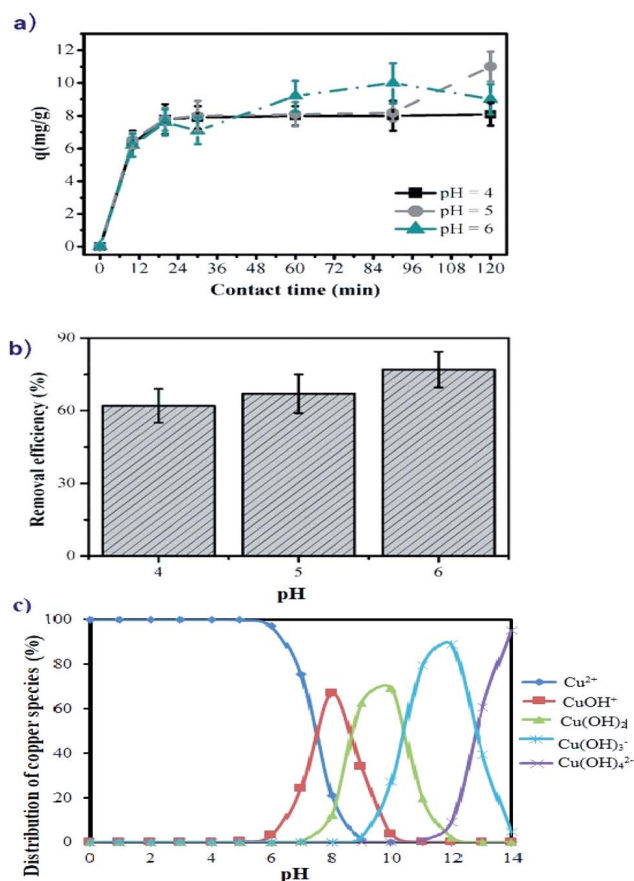 a)
12
10
8
6
4
2
0
q(mg/g)
pH = 4
pH = 5
pH = 6
0 12 24 36 48 60 72 84 96 108 120
Contact time (min)
b)
90
60
30
0
Removal efficiency (%)
4 5 6
pH
c)
100
80
60
40
20
0
Distribution of copper species (%)
Cu²⁺
CuOH⁺
Cu(OH)₂↓
Cu(OH)₃⁻
Cu(OH)₄²⁻
0 2 4 6 8 10 12 14
pH